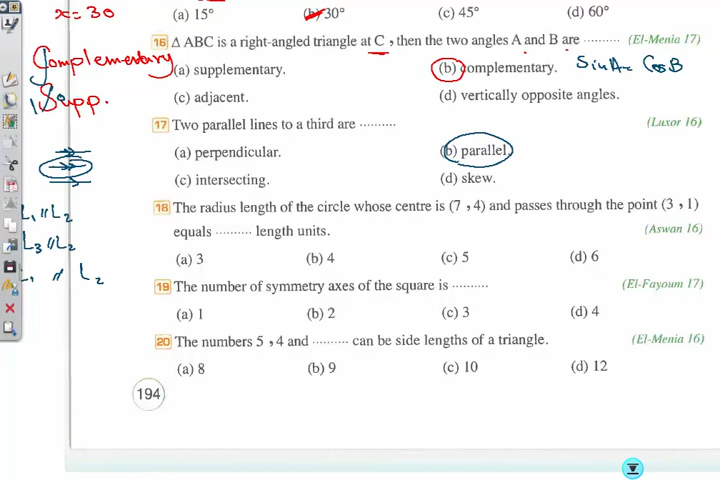 x = 30
(a) 15° (b) 30° (c) 45° (d) 60°
16 Δ ABC is a right-angled triangle at C , then the two angles A and B are .......... (El-Menia 17)
Complementary
(a) supplementary. (b) complementary. Sin A = Cos B
Supp.
(c) adjacent. (d) vertically opposite angles.
17 Two parallel lines to a third are .......... (Luxor 16)
(a) perpendicular. (b) parallel.
(c) intersecting. (d) skew.
L₁ // L₂
18 The radius length of the circle whose centre is (7 , 4) and passes through the point (3 , 1)
equals .......... length units. (Aswan 16)
L₃ // L₂
(a) 3 (b) 4 (c) 5 (d) 6
// L₂
19 The number of symmetry axes of the square is .......... (El-Fayoum 17)
(a) 1 (b) 2 (c) 3 (d) 4
20 The numbers 5 , 4 and .......... can be side lengths of a triangle. (El-Menia 16)
(a) 8 (b) 9 (c) 10 (d) 12
194